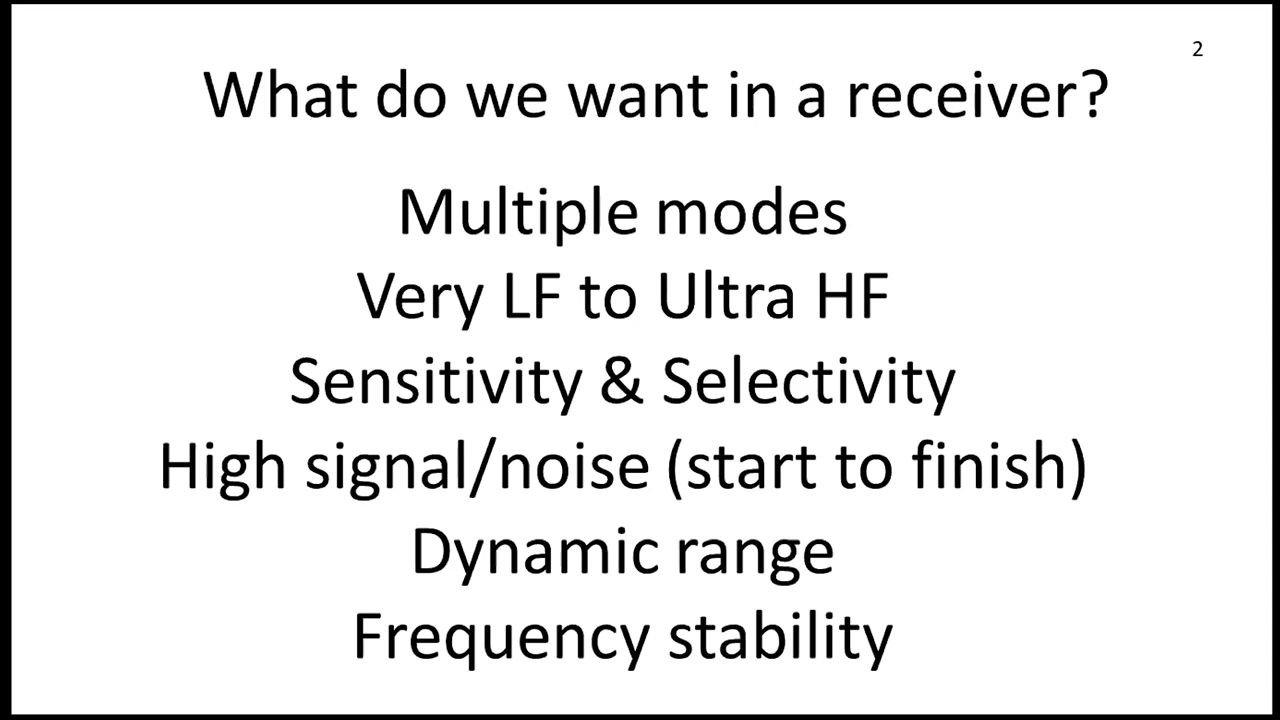 2
What do we want in a receiver?
Multiple modes
Very LF to Ultra HF
Sensitivity & Selectivity
High signal/noise (start to finish)
Dynamic range
Frequency stability